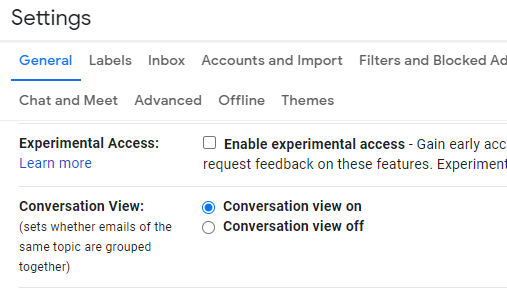 Settings
General Labels Inbox Accounts and Import Filters and Blocked Ad
Chat and Meet Advanced Offline Themes
Experimental Access: Enable experimental access - Gain early acc
Learn more request feedback on these features. Experiment
Conversation View: Conversation view on
(sets whether emails of the Conversation view off
same topic are grouped
together)